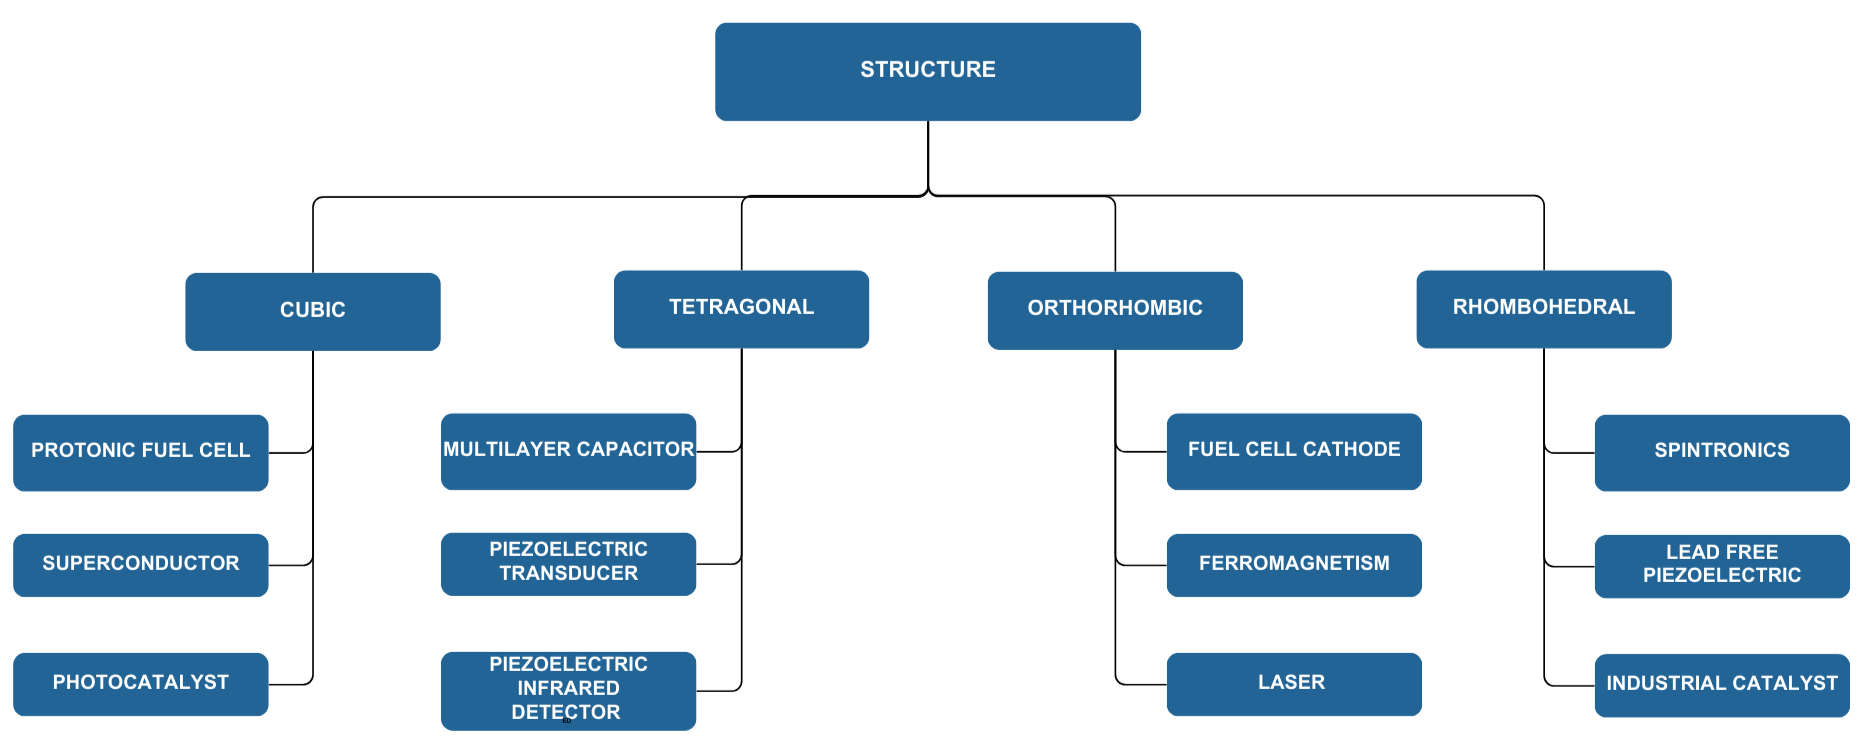 STRUCTURE
CUBIC
TETRAGONAL
ORTHORHOMBIC
RHOMBOHEDRAL
PROTONIC FUEL CELL
MULTILAYER CAPACITOR
FUEL CELL CATHODE
SPINTRONICS
SUPERCONDUCTOR
PIEZOELECTRIC
TRANSDUCER
FERROMAGNETISM
LEAD FREE
PIEZOELECTRIC
PHOTOCATALYST
PIEZOELECTRIC
INFRARED
DETECTOR
ED
LASER
INDUSTRIAL CATALYST